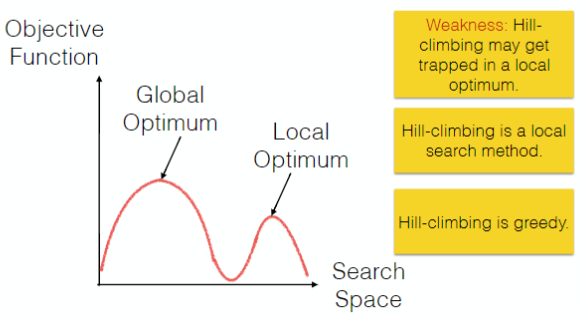 Objective
Function
Global
Optimum
Local
Optimum
Search
Space
Weakness: Hill-
climbing may get
trapped in a local
optimum.
Hill-climbing is a local
search method.
Hill-climbing is greedy.